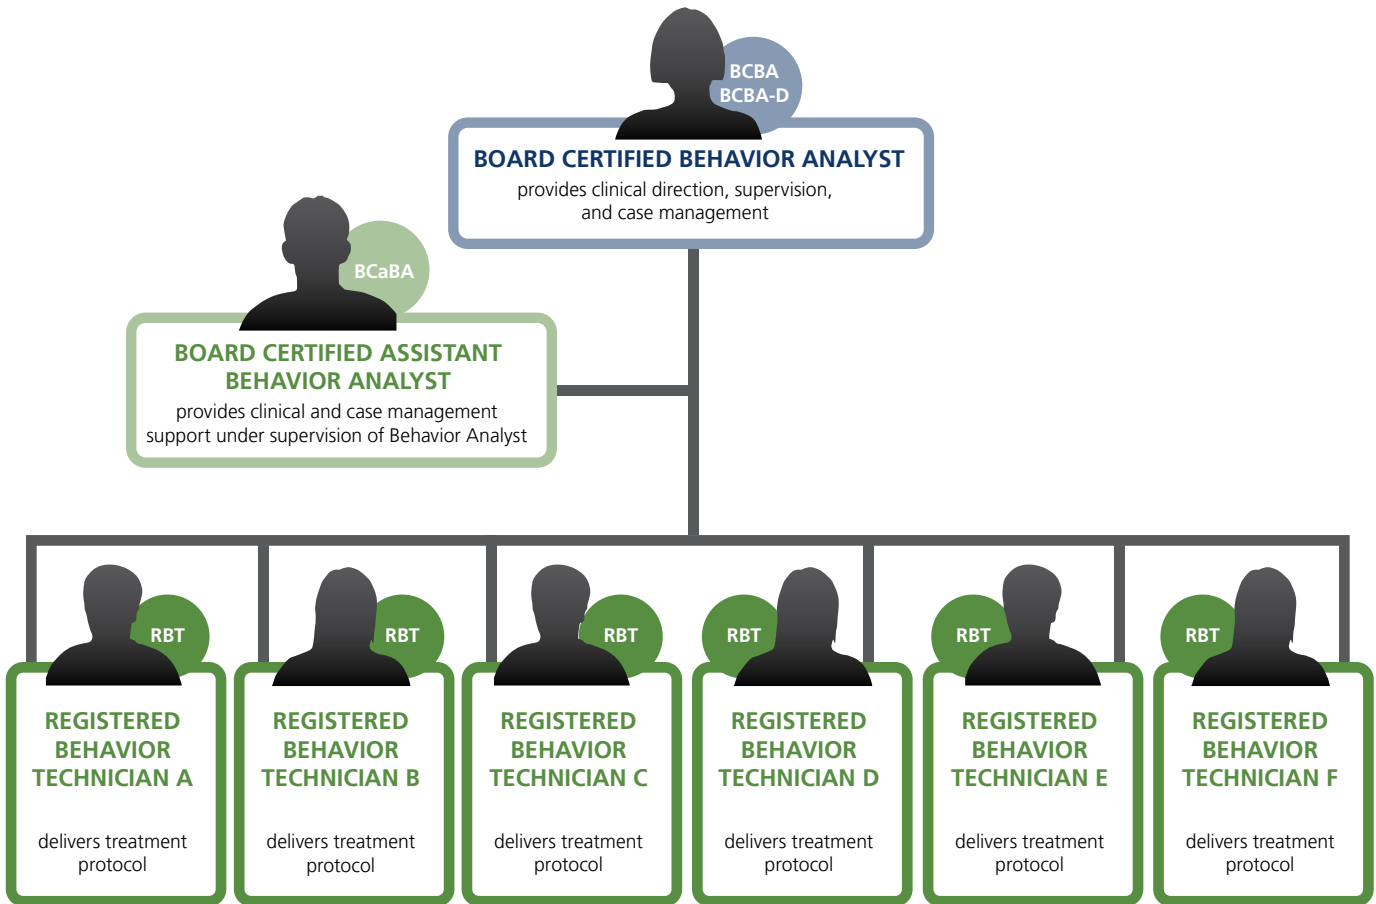 BCBA
BCBA-D
BOARD CERTIFIED BEHAVIOR ANALYST
provides clinical direction, supervision,
and case management
BCaBA
BOARD CERTIFIED ASSISTANT
BEHAVIOR ANALYST
provides clinical and case management
support under supervision of Behavior Analyst
RBT
REGISTERED
BEHAVIOR
TECHNICIAN A
delivers treatment
protocol
RBT
REGISTERED
BEHAVIOR
TECHNICIAN B
delivers treatment
protocol
RBT
REGISTERED
BEHAVIOR
TECHNICIAN C
delivers treatment
protocol
RBT
REGISTERED
BEHAVIOR
TECHNICIAN D
delivers treatment
protocol
RBT
REGISTERED
BEHAVIOR
TECHNICIAN E
delivers treatment
protocol
RBT
REGISTERED
BEHAVIOR
TECHNICIAN F
delivers treatment
protocol